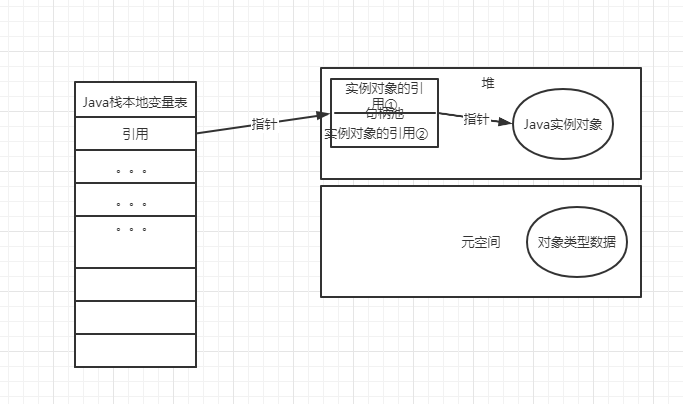 Java栈本地变量表
引用
。。。
。。。
。。。
指针
堆
实例对象的引
用①
句柄池
实例对象的引用②
指针
Java实例对象
元空间
对象类型数据